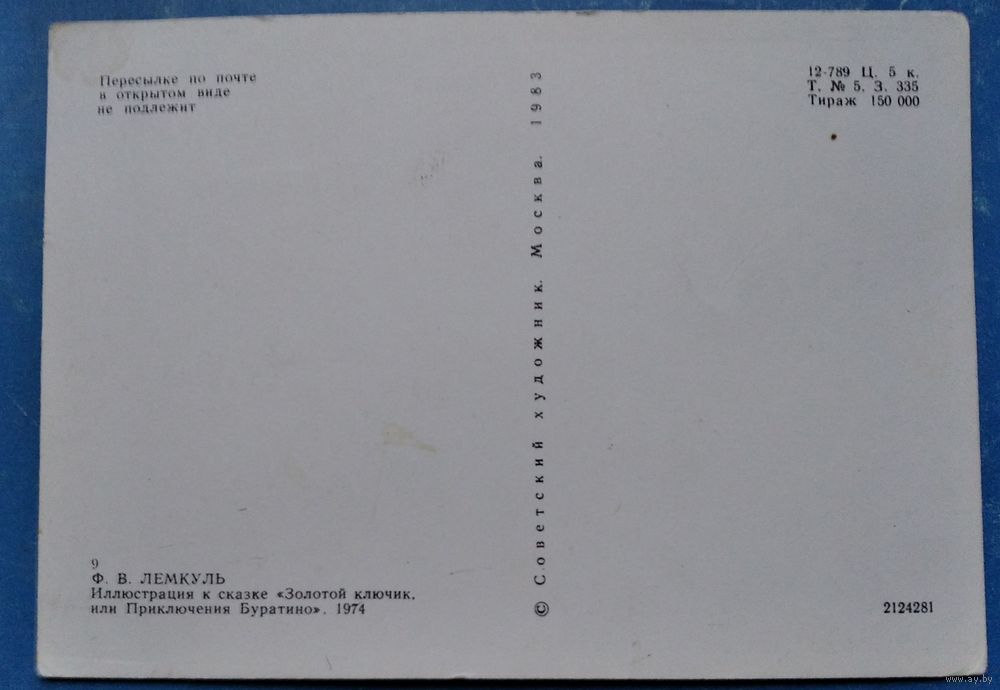 Пересылке по почте
в открытом виде
не подлежит
12-789 Ц. 5 к.
Т. № 5. З. 335
Тираж 150 000
© Советский художник. Москва. 1983
9
Ф. В. ЛЕМКУЛЬ
Иллюстрация к сказке «Золотой ключик,
или Приключения Буратино». 1974
2124281
www.ay.by